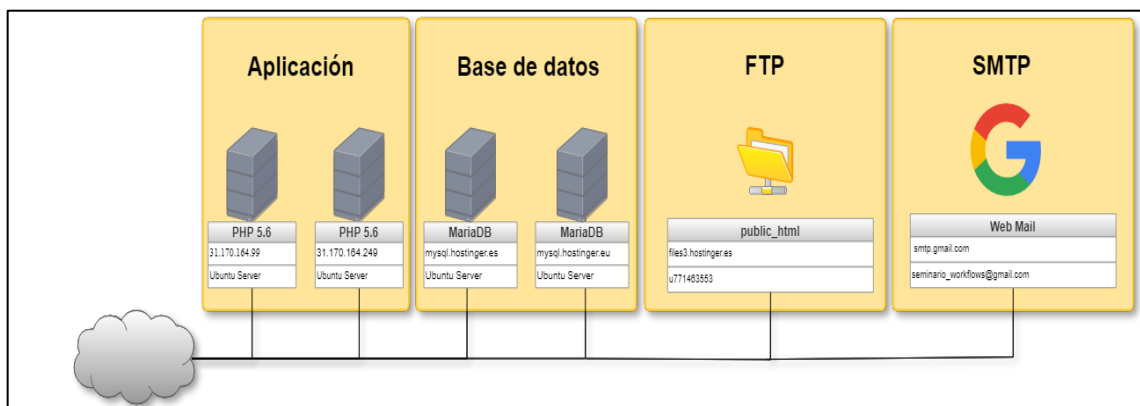 Aplicación
PHP 5.6
31.170.164.99
Ubuntu Server
PHP 5.6
31.170.164.249
Ubuntu Server
Base de datos
MariaDB
mysql.hostinger.es
Ubuntu Server
MariaDB
mysql.hostinger.eu
Ubuntu Server
FTP
public_html
files3.hostinger.es
u771463553
SMTP
Web Mail
smtp.gmail.com
seminario_workflows@gmail.com